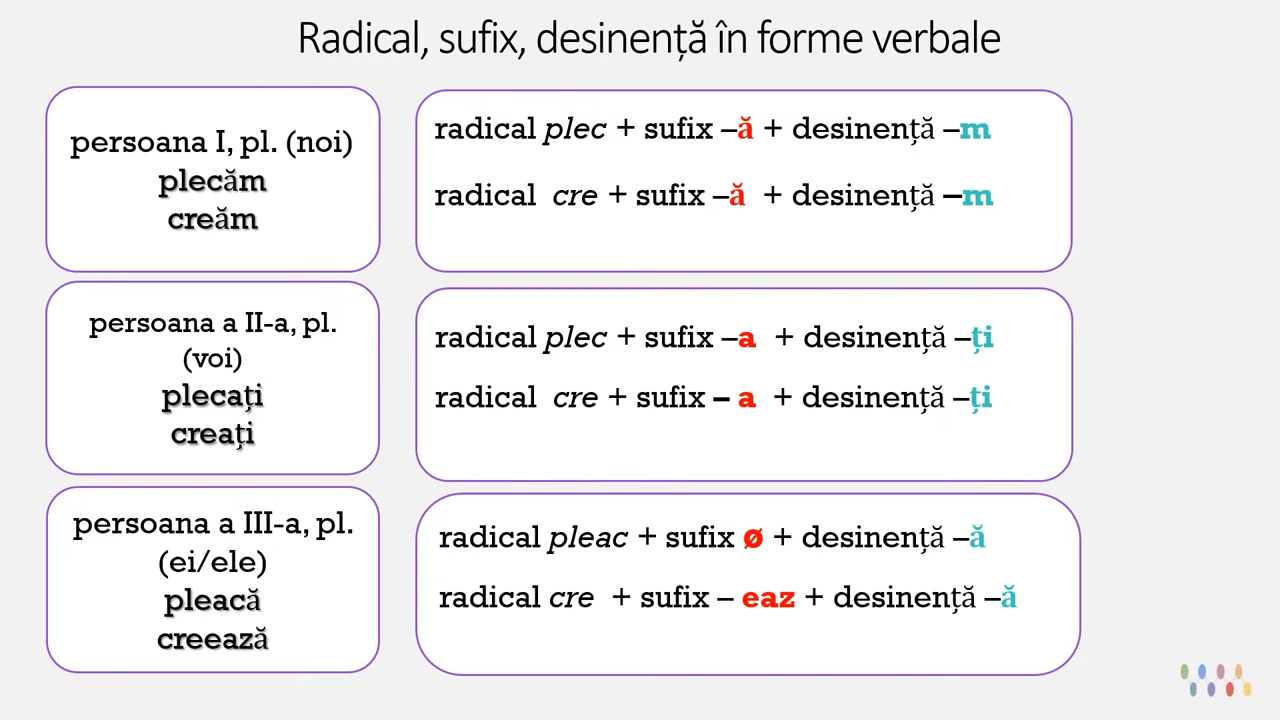 Radical, sufix, desinență în forme verbale
persoana I, pl. (noi)
plecăm
creăm
radical plec + sufix –ă + desinență –m
radical cre + sufix –ă + desinență –m
persoana a II-a, pl.
(voi)
plecați
creați
radical plec + sufix –a + desinență –ți
radical cre + sufix – a + desinență –ți
persoana a III-a, pl.
(ei/ele)
pleacă
creează
radical pleac + sufix ø + desinență –ă
radical cre + sufix – eaz + desinență –ă